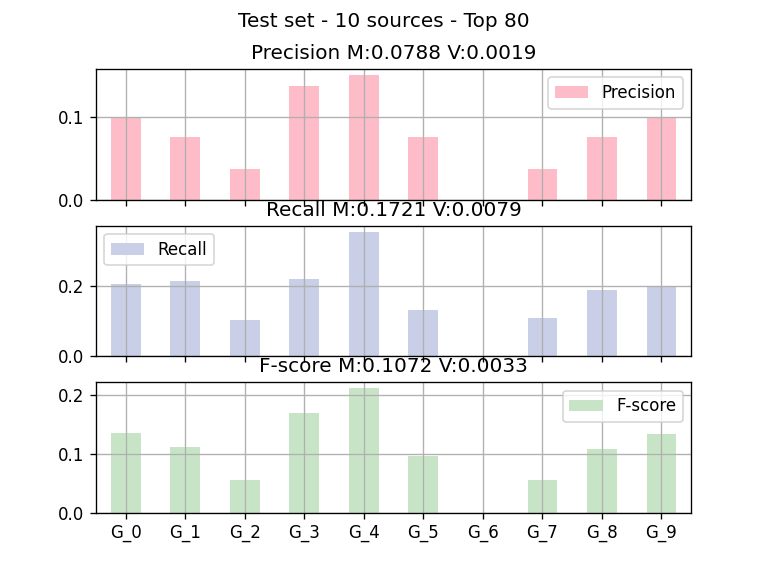 Test set - 10 sources - Top 80
Precision M:0.0788 V:0.0019
Precision
0.1
0.0
Recall M:0.1721 V:0.0079
Recall
0.2
0.0
F-score M:0.1072 V:0.0033
F-score
0.2
0.1
0.0
G_0 G_1 G_2 G_3 G_4 G_5 G_6 G_7 G_8 G_9